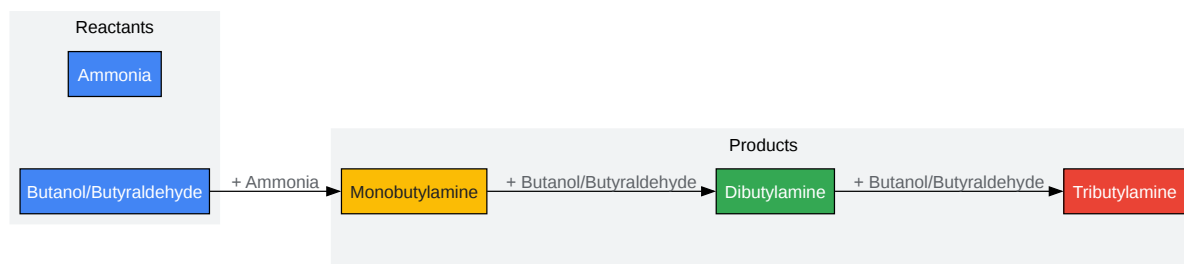 Reactants
Ammonia
Products
Butanol/Butyraldehyde
+ Ammonia
Monobutylamine
+ Butanol/Butyraldehyde
Dibutylamine
+ Butanol/Butyraldehyde
Tributylamine